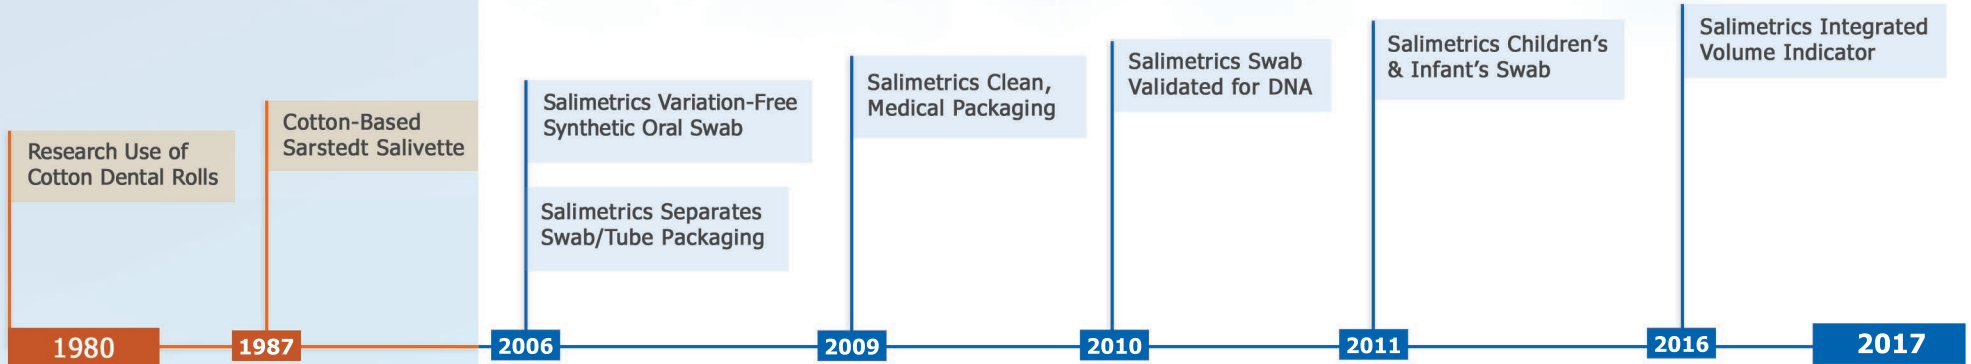 Research Use of
Cotton Dental Rolls
Cotton-Based
Sarstedt Salivette
Salimetrics Variation-Free
Synthetic Oral Swab
Salimetrics Separates
Swab/Tube Packaging
Salimetrics Clean,
Medical Packaging
Salimetrics Swab
Validated for DNA
Salimetrics Children’s
& Infant’s Swab
Salimetrics Integrated
Volume Indicator
1980
1987
2006
2009
2010
2011
2016
2017